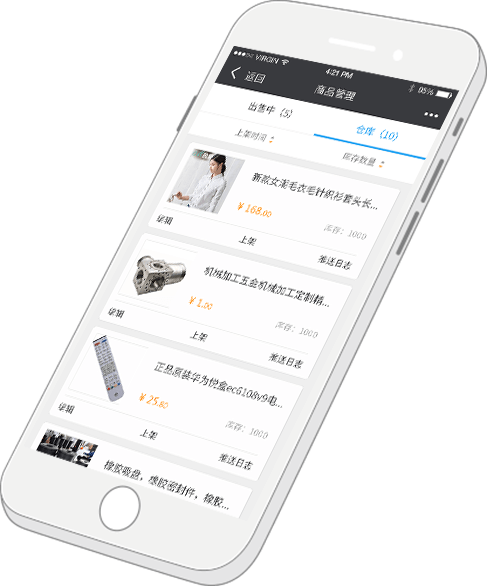 VIRGIN
4:21 PM
95%
返回
商品管理
出售中（5）
仓库（10）
上架时间
库存数量
新款女滩毛衣毛针织衫套头长...
¥168.00
库存：1000
编辑
上架
推送日志
机械加工五金机械加工定制精...
¥1.00
库存：1000
编辑
上架
推送日志
正品原装华为悦盒ec6108v9电...
¥25.60
库存：1000
编辑
上架
推送日志
橡胶吸盘，橡胶密封件，橡胶...